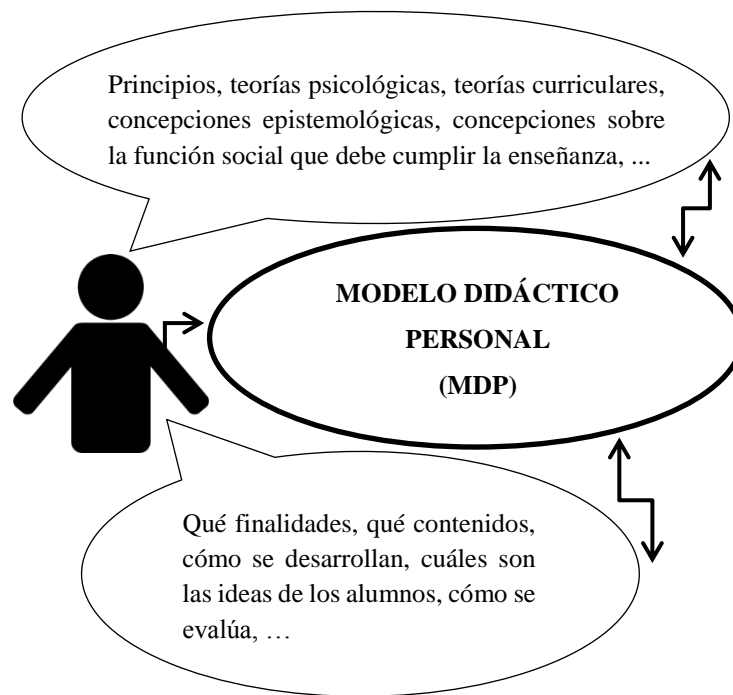 Principios, teorías psicológicas, teorías curriculares,
concepciones epistemológicas, concepciones sobre
la función social que debe cumplir la enseñanza, ...
MODELO DIDÁCTICO
PERSONAL
(MDP)
Qué finalidades, qué contenidos,
cómo se desarrollan, cuáles son
las ideas de los alumnos, cómo se
evalúa, …